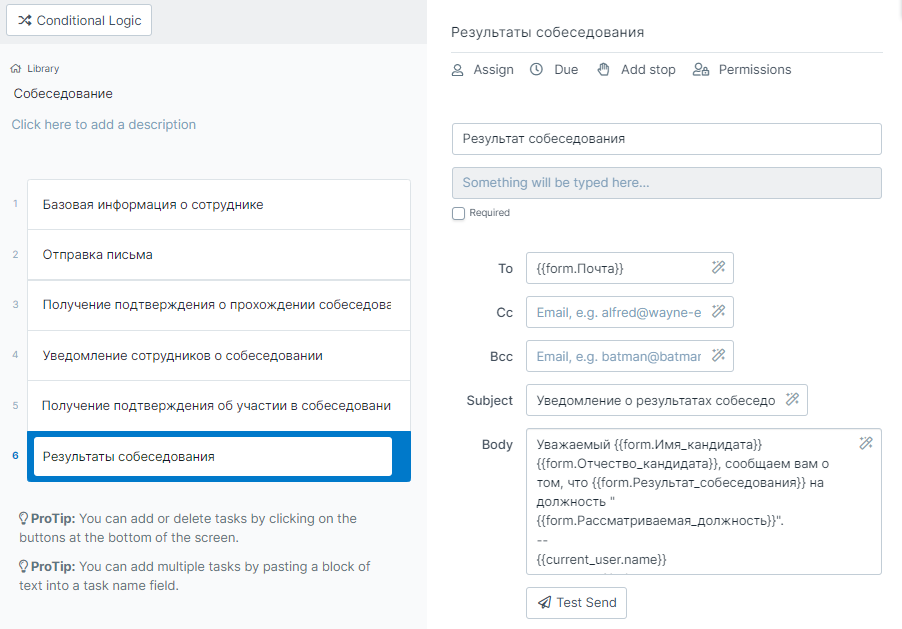 Conditional Logic
Library
Собеседование
Click here to add a description
1 Базовая информация о сотруднике
2 Отправка письма
3 Получение подтверждения о прохождении собеседова
4 Уведомление сотрудников о собеседовании
5 Получение подтверждения об участии в собеседовани
6 Результаты собеседования
ProTip: You can add or delete tasks by clicking on the
buttons at the bottom of the screen.
ProTip: You can add multiple tasks by pasting a block of
text into a task name field.
Результаты собеседования
Assign Due Add stop Permissions
Результат собеседования
Something will be typed here...
Required
To {{form.Почта}}
Cc Email, e.g. alfred@wayne-e
Bcc Email, e.g. batman@batmar
Subject Уведомление о результатах собеседо
Body Уважаемый {{form.Имя_кандидата}}
{{form.Отчество_кандидата}}, сообщаем вам о
том, что {{form.Результат_собеседования}} на
должность "
{{form.Рассматриваемая_должность}}".
--
{{current_user.name}}
Test Send